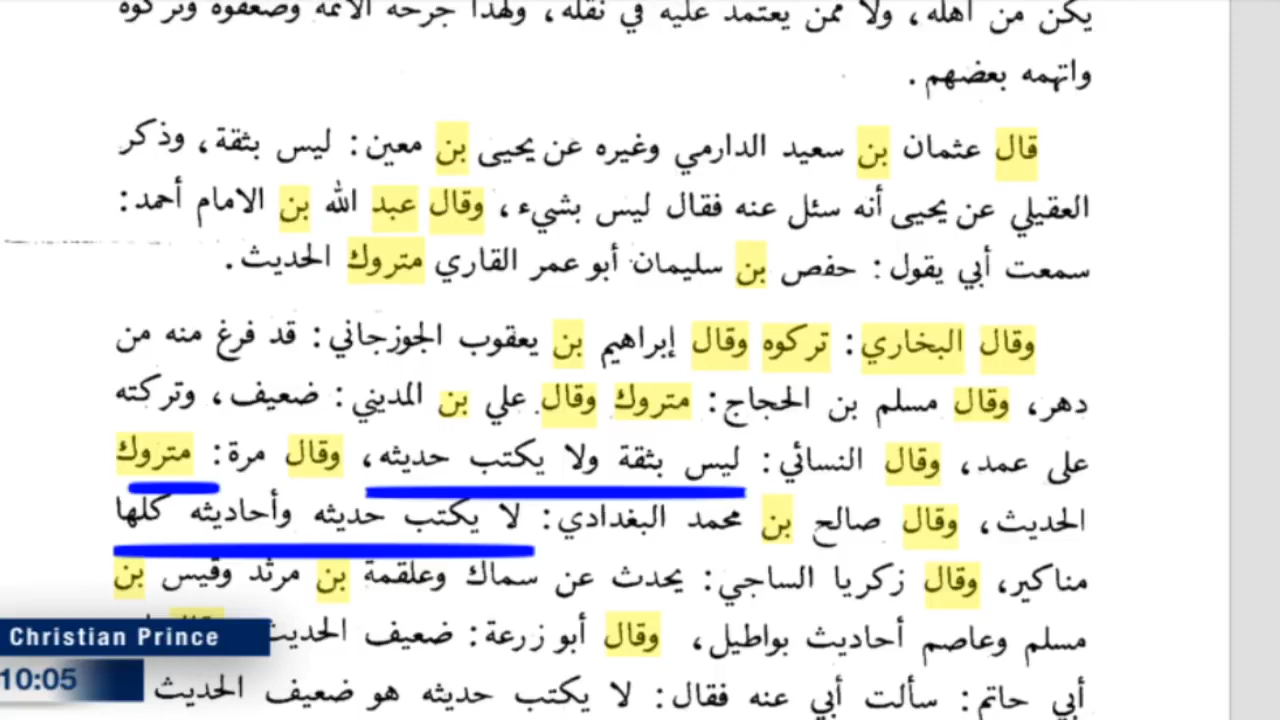 يكن من أهله، ولا ممن يعتمد عليه في نقله، ولهذا جرحه الأئمة وضعفوه وتركوه
واتهمه بعضهم .
قال عثمان بن سعيد الدارمي وغيره عن يحيى بن معين : ليس بثقة، وذكر
العقيلي عن يحيى أنه سئل عنه فقال ليس بشيء، وقال عبد الله بن الامام أحمد :
سمعت أبي يقول : حفص بن سليمان أبو عمر القاري متروك الحديث .
وقال البخاري : تركوه وقال إبراهيم بن يعقوب الجوزجاني : قد فرغ منه من
دهر، وقال مسلم بن الحجاج : متروك وقال علي بن المديني : ضعيف، وتركته
على عمد، وقال النسائي : ليس بثقة ولا يكتب حديثه، وقال مرة : متروك
الحديث، وقال صالح بن محمد البغدادي : لا يكتب حديثه وأحاديثه كلها
مناكير، وقال زكريا الساجي : يحدث عن سماك وعلقمة بن مرثد وقيس بن
مسلم وعاصم أحاديث بواطيل، وقال أبو زرعة : ضعيف الحديث
أبي حاتم : سألت أبي عنه فقال : لا يكتب حديثه هو ضعيف الحديث
Christian Prince
10:05